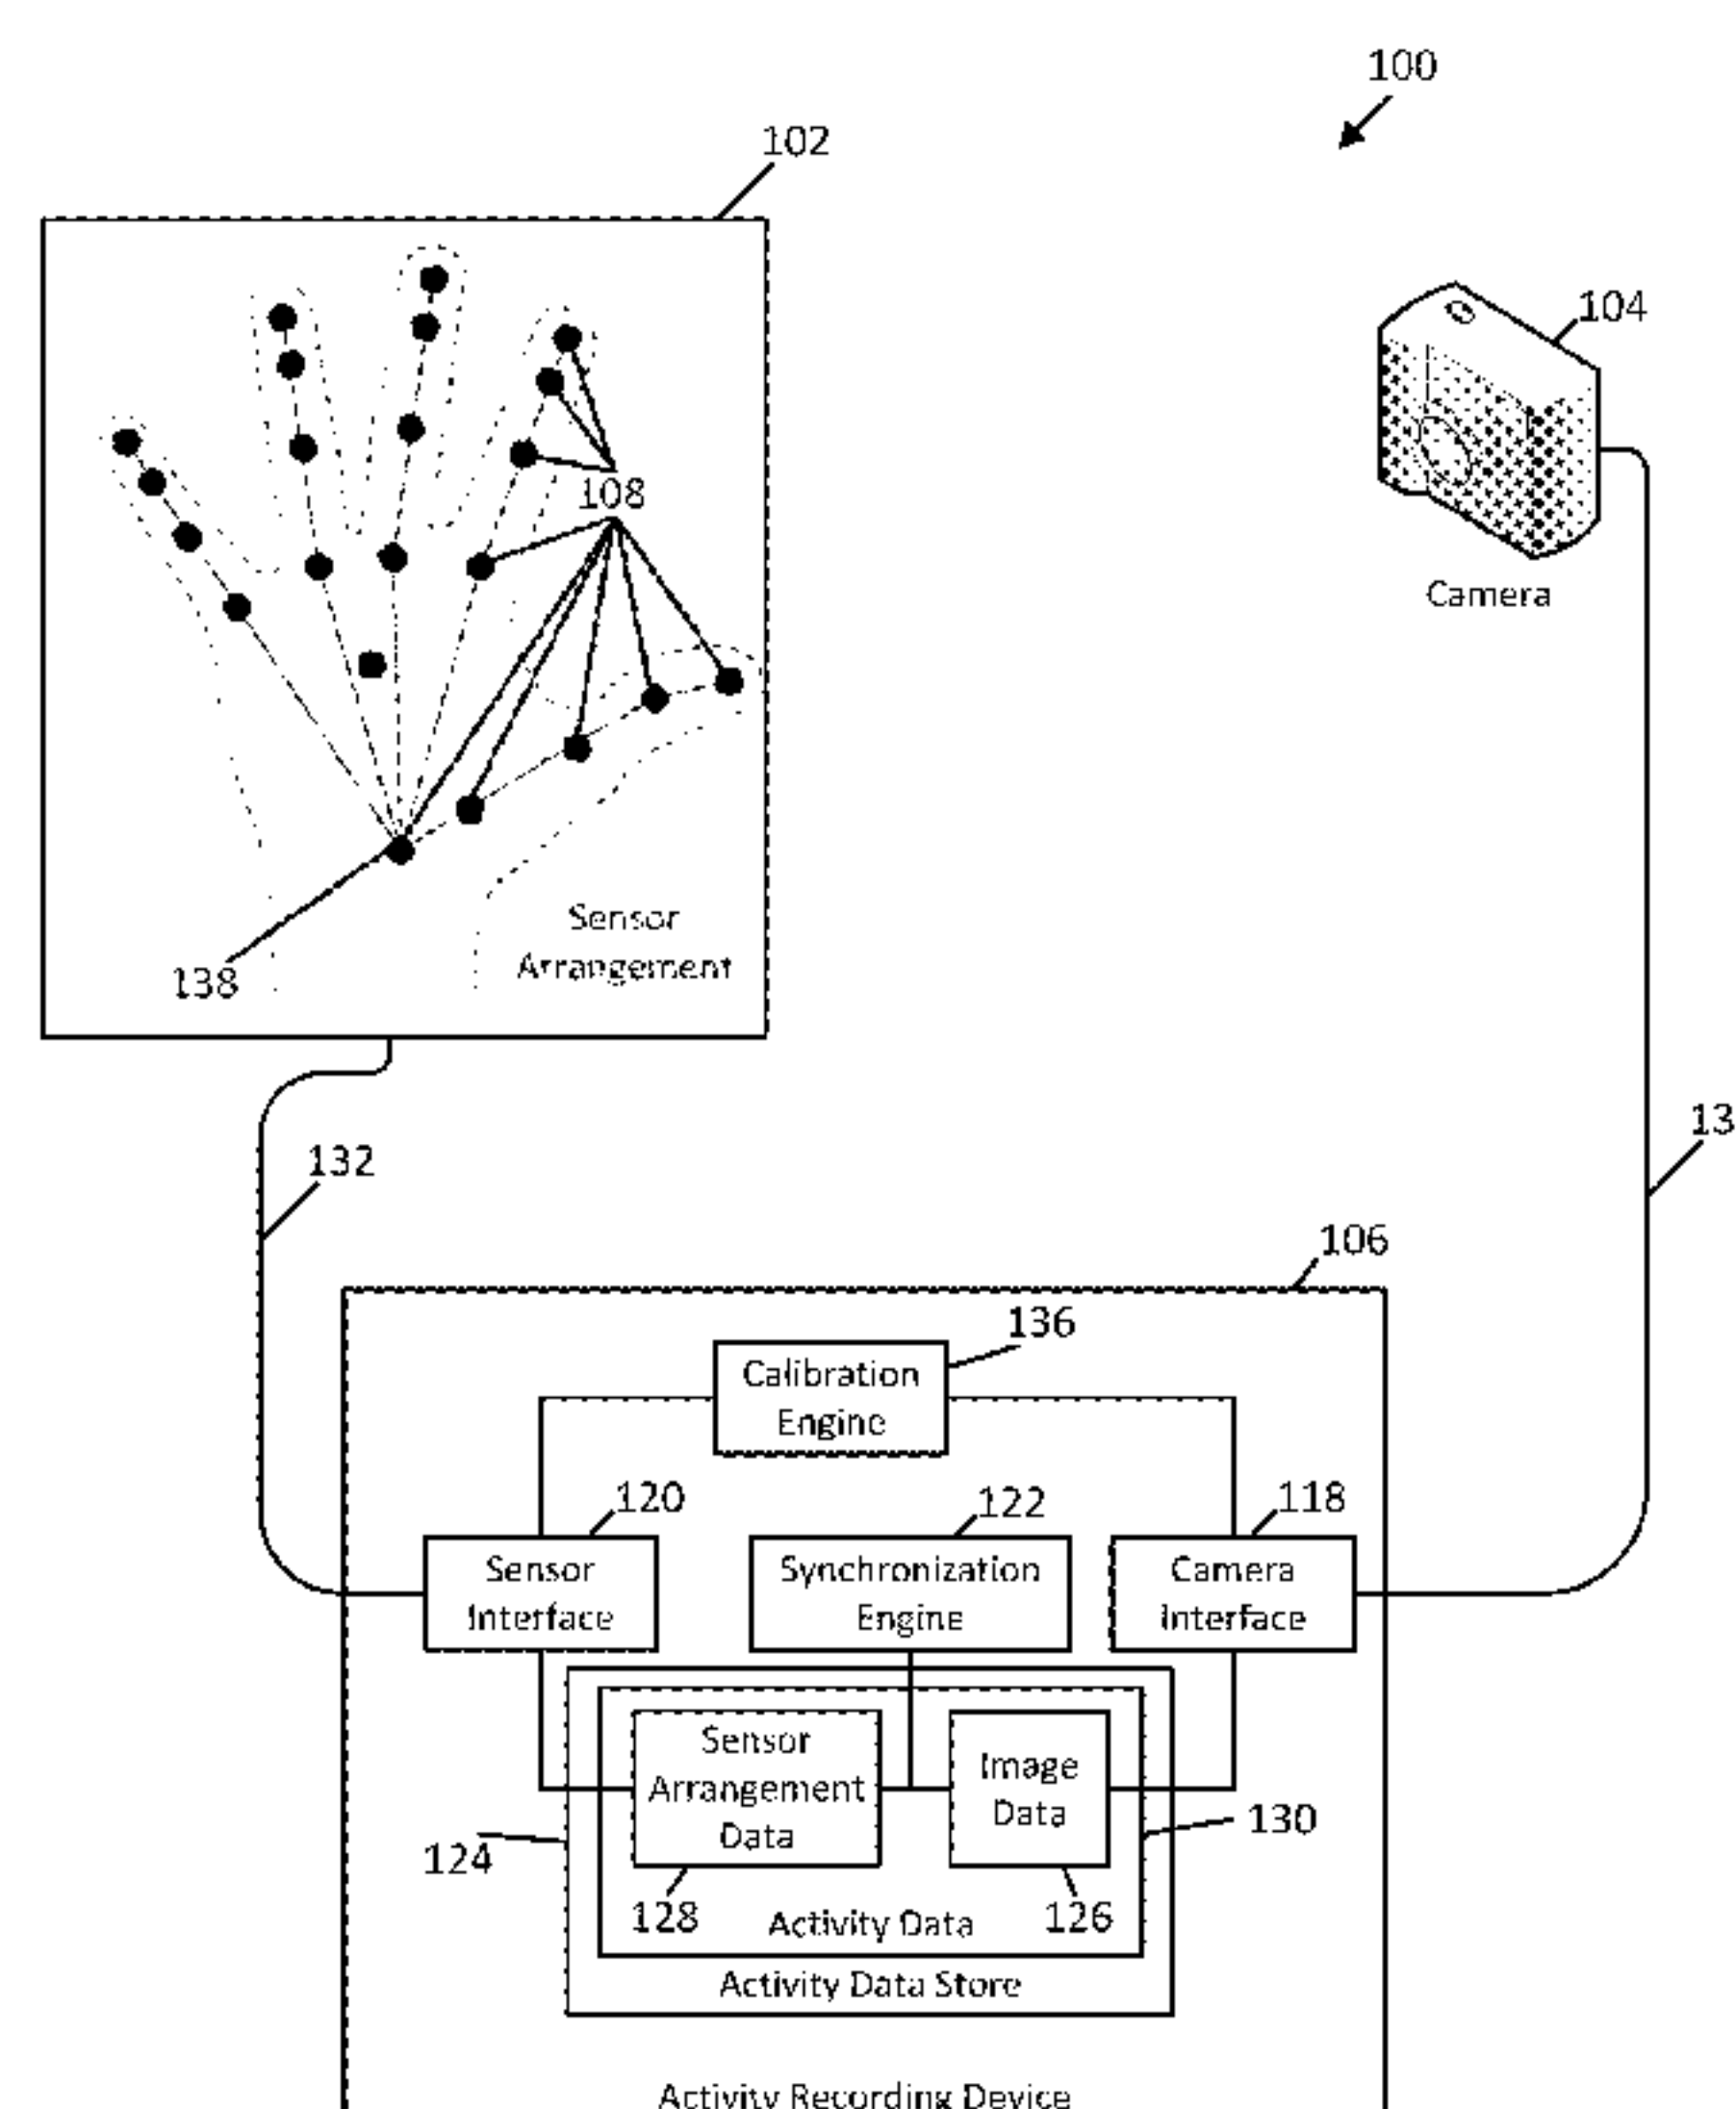 100
102
104
108
Camera
Sensor
Arrangement
138
13
132
106
136
Calibration
Engine
120
122
118
Sensor
Interface
Synchronization
Engine
Camera
Interface
Sensor
Arrangement
Data
Image
Data
130
124
128
Activity Data
126
Activity Data Store
Activity Recording Device